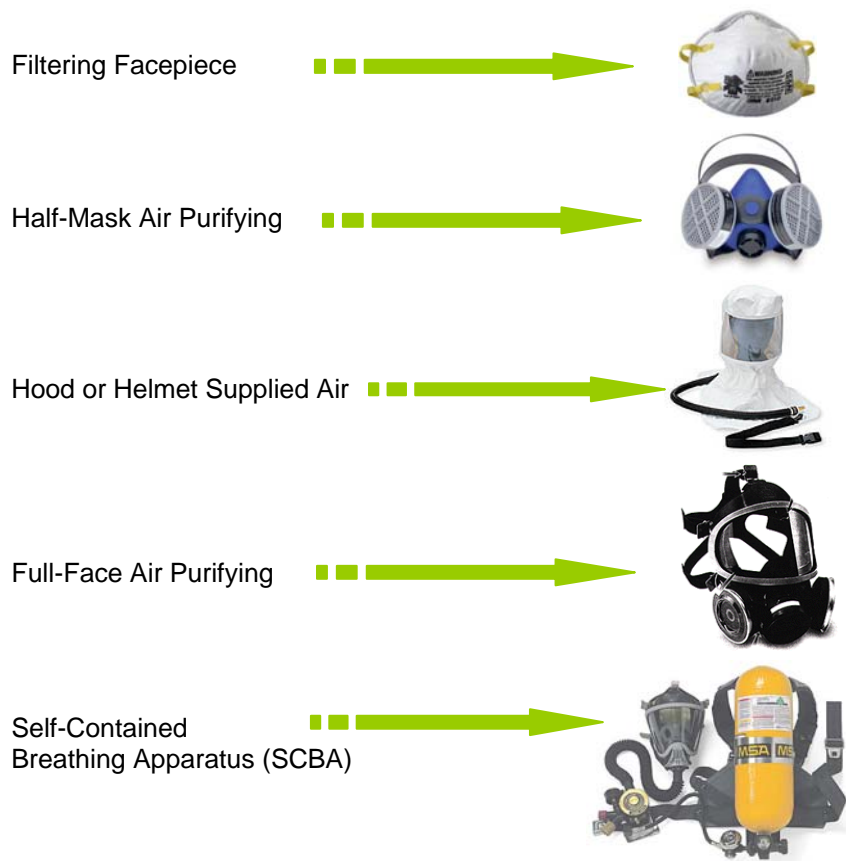 Filtering Facepiece
Half-Mask Air Purifying
Hood or Helmet Supplied Air
Full-Face Air Purifying
Self-Contained
Breathing Apparatus (SCBA)
MSA